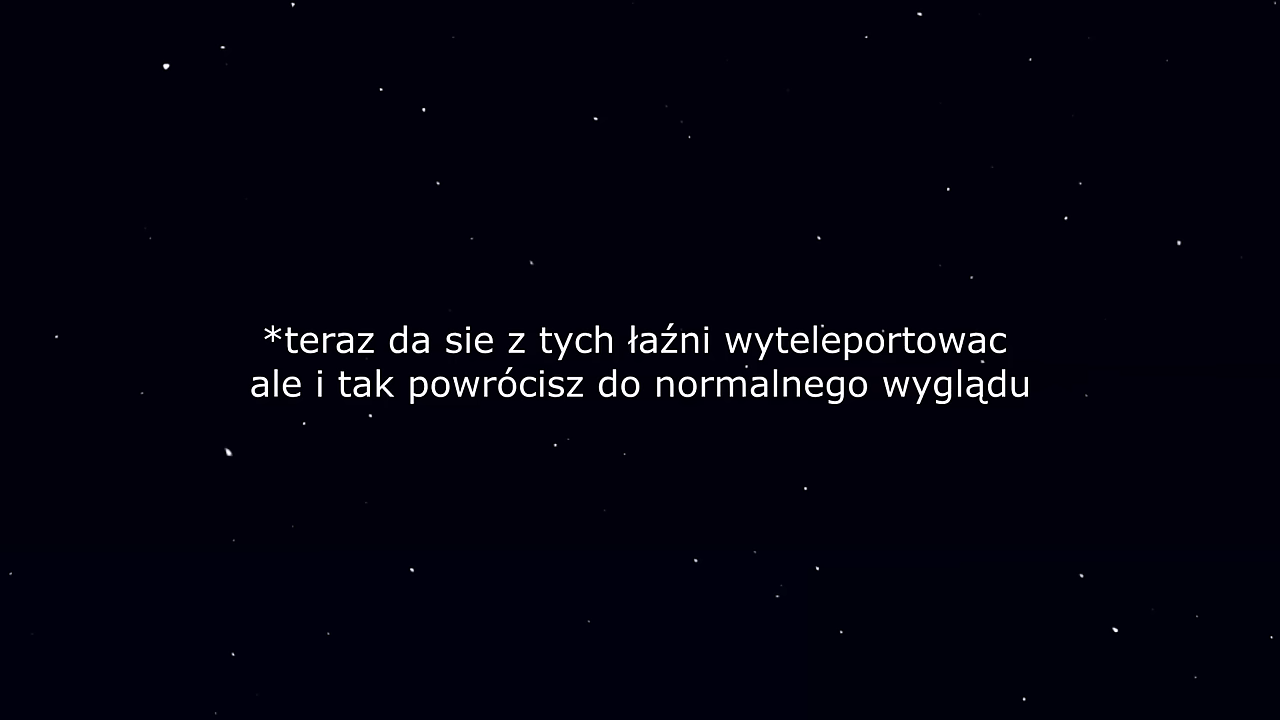 *teraz da sie z tych łaźni wyteleportowac
ale i tak powrócisz do normalnego wyglądu